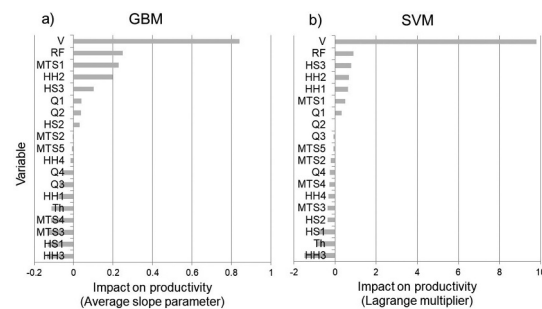 a) GBM
V
RF
MTS1
HH2
HS3
Q1
Q2
HS2
MTS2
MTS5
HH4
Q4
Q3
HH1
Th
MTS4
MTS3
HS1
HH3
Variable
-0.2 0 0.2 0.4 0.6 0.8 1
Impact on productivity
(Average slope parameter)
b) SVM
V
RF
HS3
HH2
HH1
MTS1
Q1
Q2
Q3
MTS5
MTS2
Q4
MTS4
HH4
MTS3
HS2
HS1
Th
HH3
-2 0 2 4 6 8 10
Impact on productivity
(Lagrange multiplier)